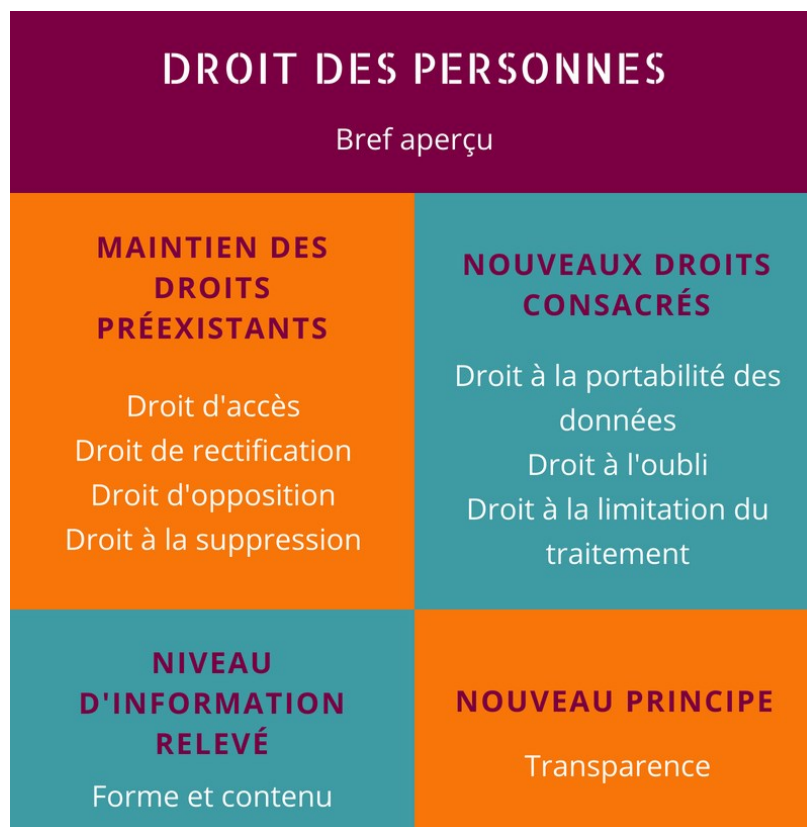 DROIT DES PERSONNES
Bref aperçu
MAINTIEN DES
DROITS
PRÉEXISTANTS
Droit d'accès
Droit de rectification
Droit d'opposition
Droit à la suppression
NOUVEAUX DROITS
CONSACRÉS
Droit à la portabilité des
données
Droit à l'oubli
Droit à la limitation du
traitement
NIVEAU
D'INFORMATION
RELEVÉ
Forme et contenu
NOUVEAU PRINCIPE
Transparence